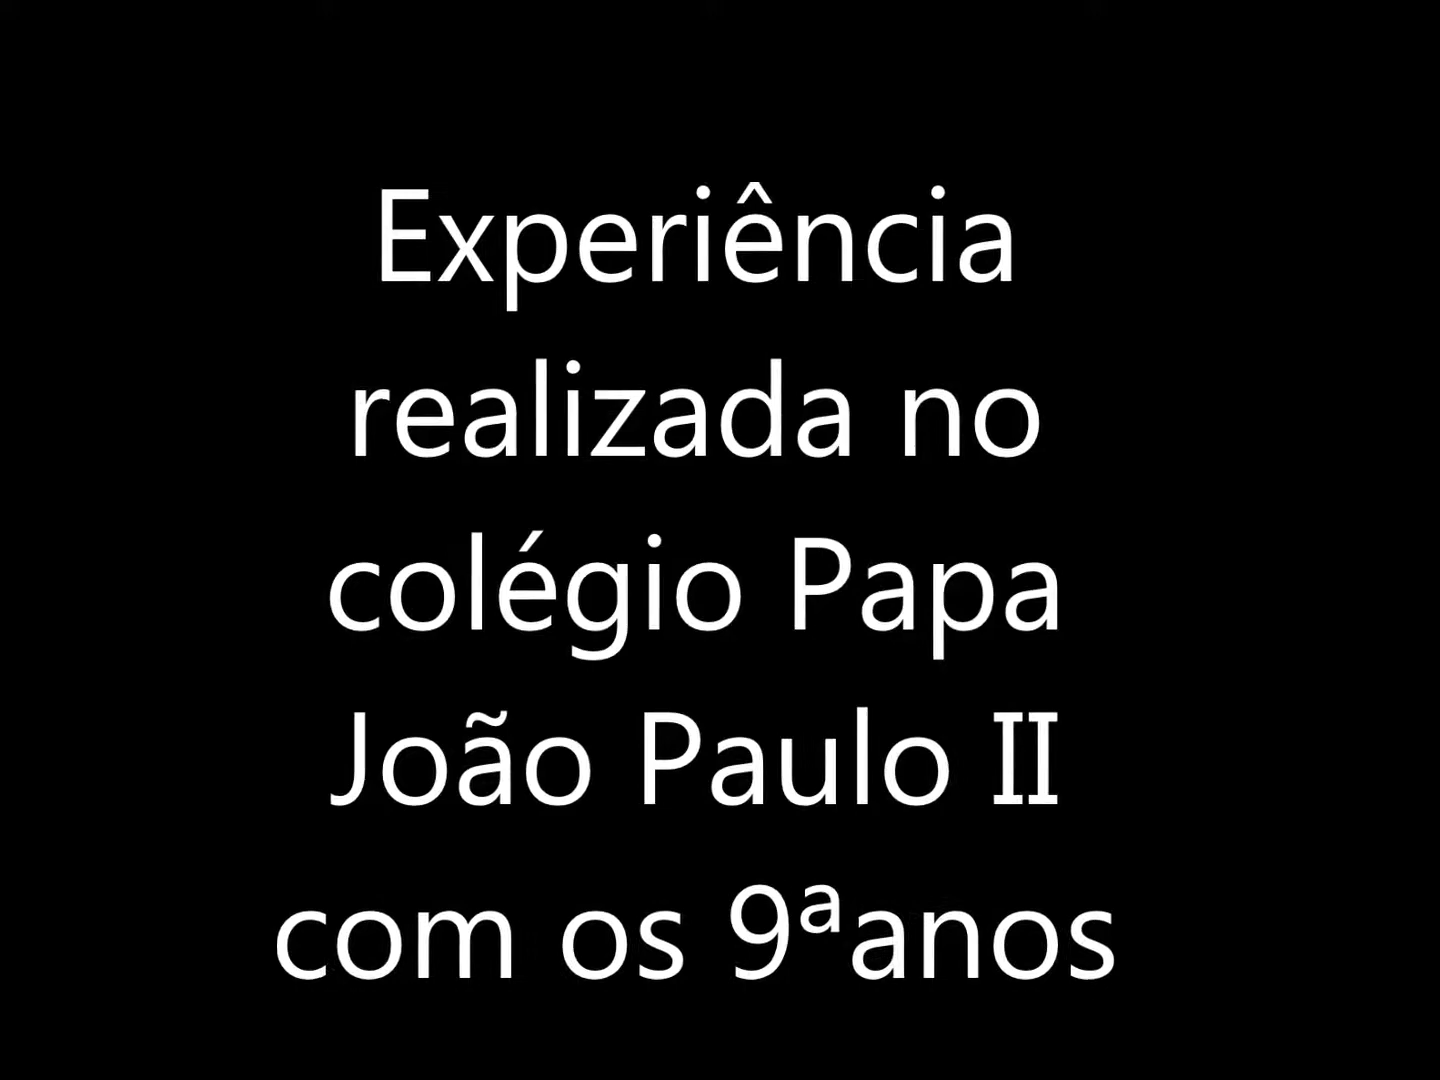 Experiência
realizada no
colégio Papa
João Paulo II
com os 9ªanos